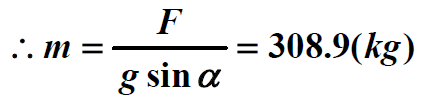 ∴ m = F / (g sin α) = 308.9(kg)